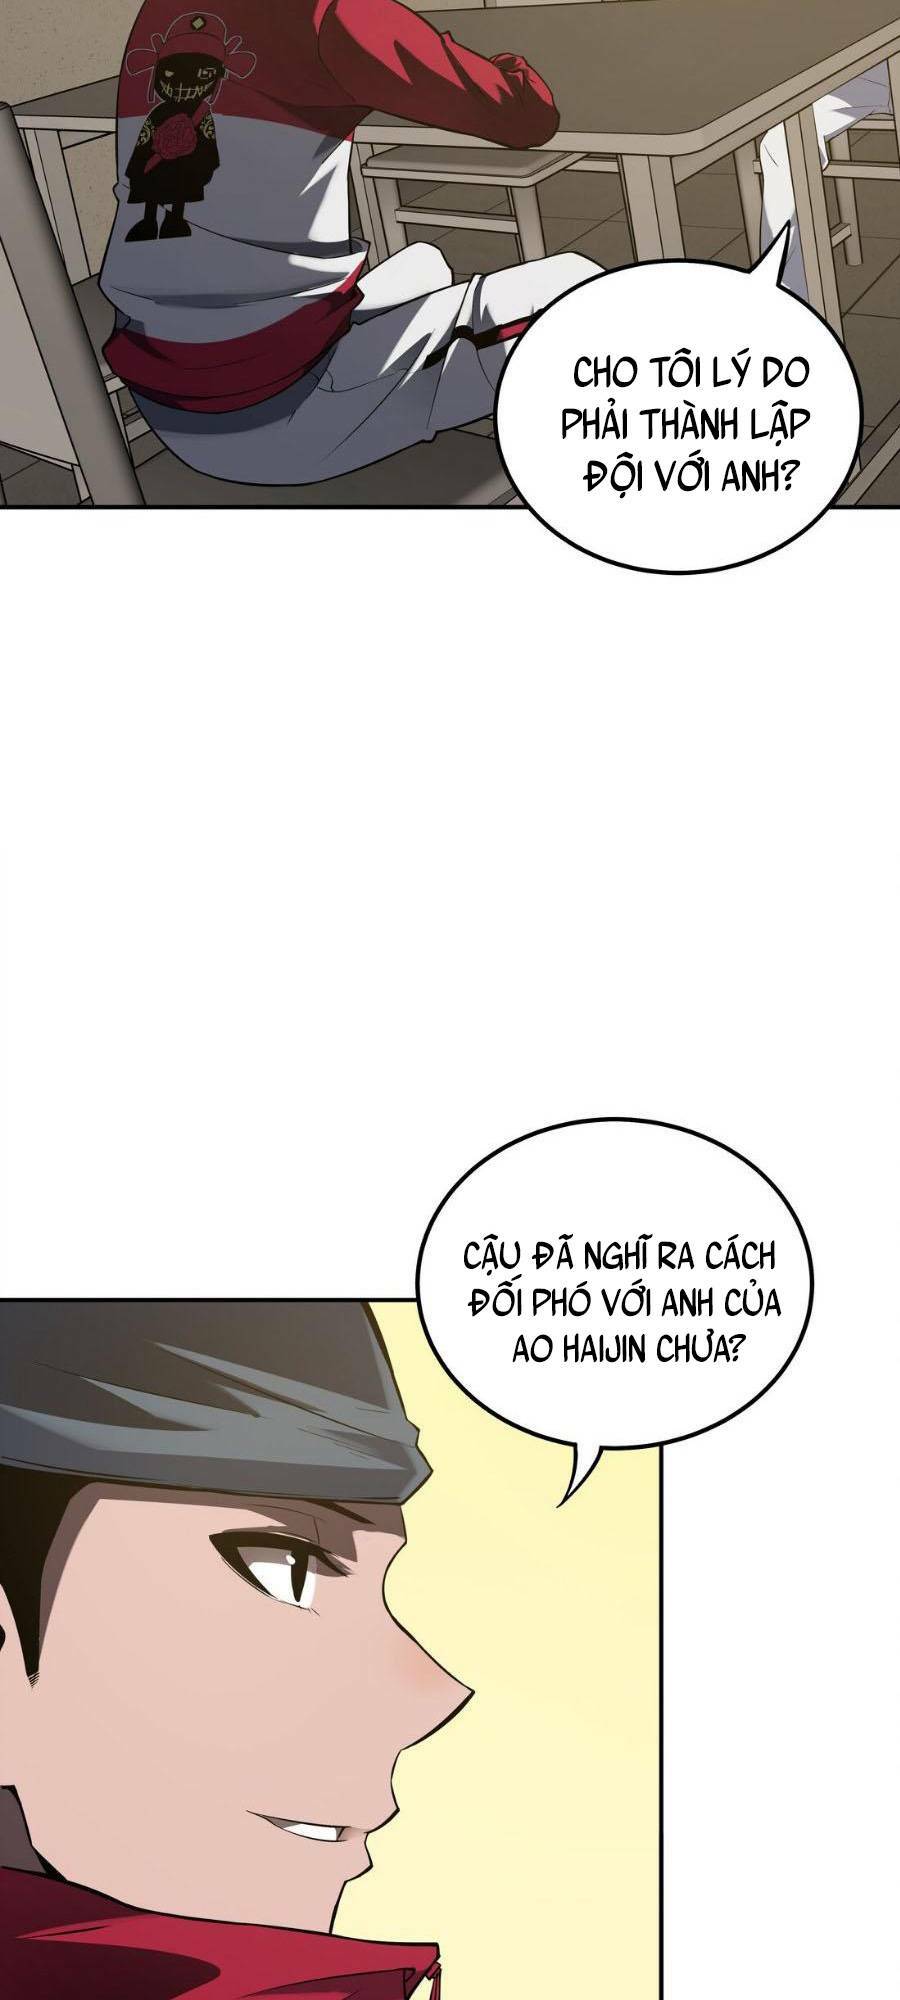 CHO TÔI LÝ DO
PHẢI THÀNH LẬP
ĐỘI VỚI ANH?
CẬU ĐÃ NGHĨ RA CÁCH
ĐỐI PHÓ VỚI ANH CỦA
AO HAIJIN CHƯA?